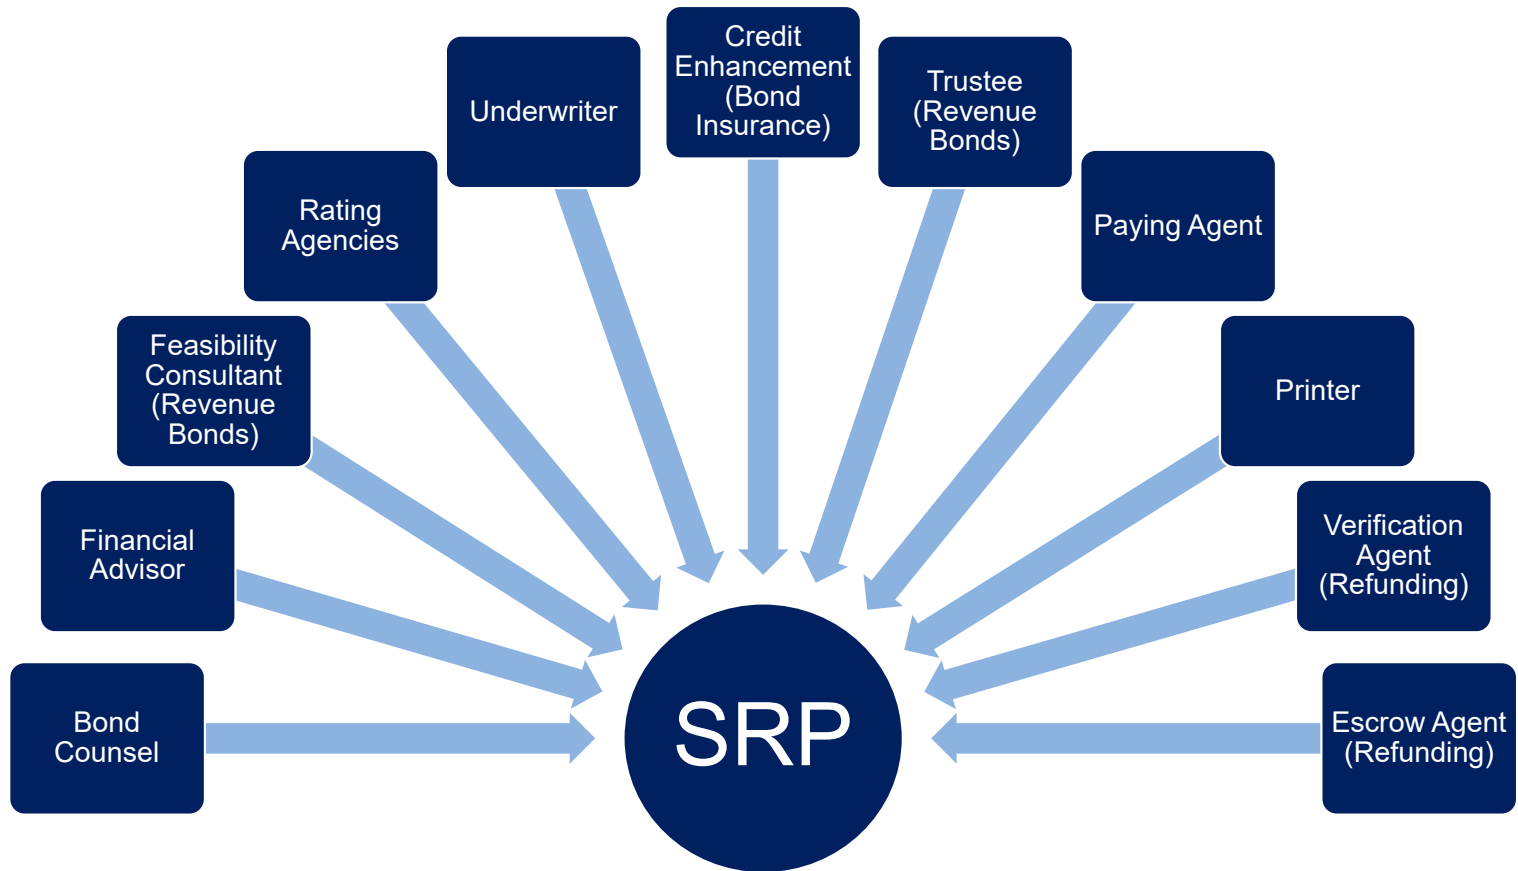 Credit
Enhancement
(Bond
Insurance)
Underwriter
Trustee
(Revenue
Bonds)
Rating
Agencies
Paying Agent
Feasibility
Consultant
(Revenue
Bonds)
Printer
Financial
Advisor
Verification
Agent
(Refunding)
Bond
Counsel
SRP
Escrow Agent
(Refunding)